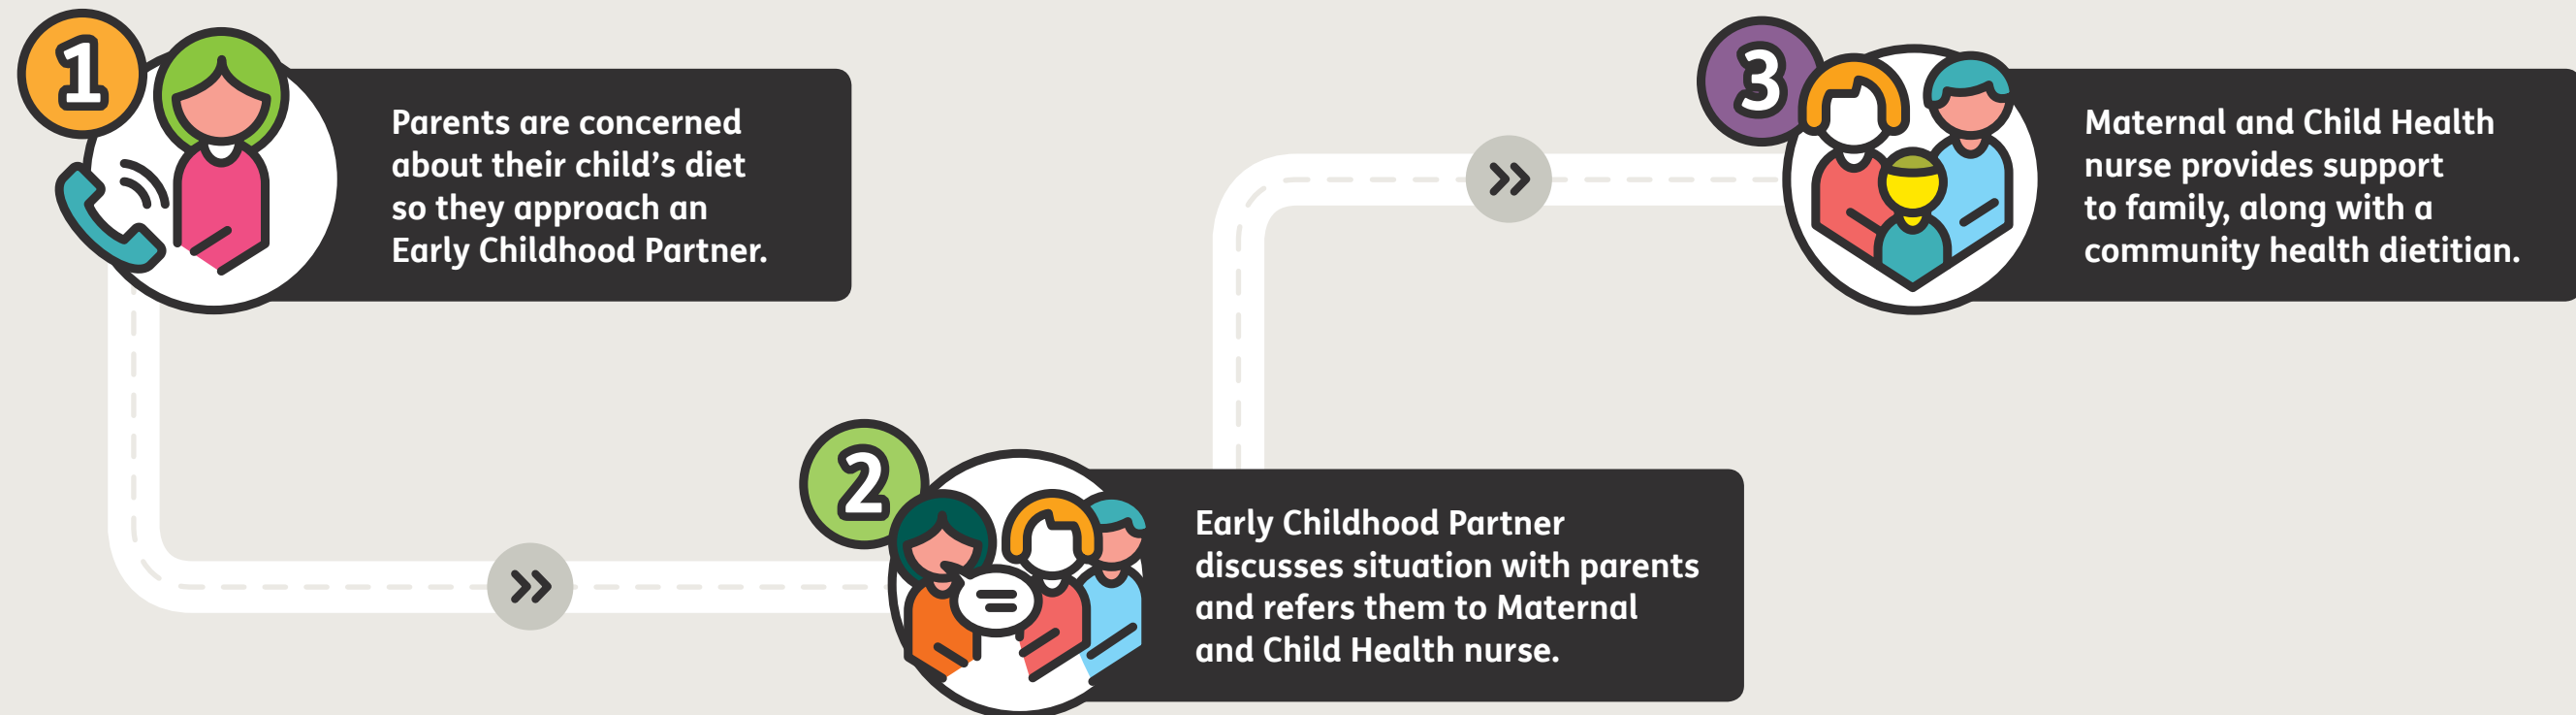 1
Parents are concerned
about their child’s diet
so they approach an
Early Childhood Partner.
2
Early Childhood Partner
discusses situation with parents
and refers them to Maternal
and Child Health nurse.
3
Maternal and Child Health
nurse provides support
to family, along with a
community health dietitian.